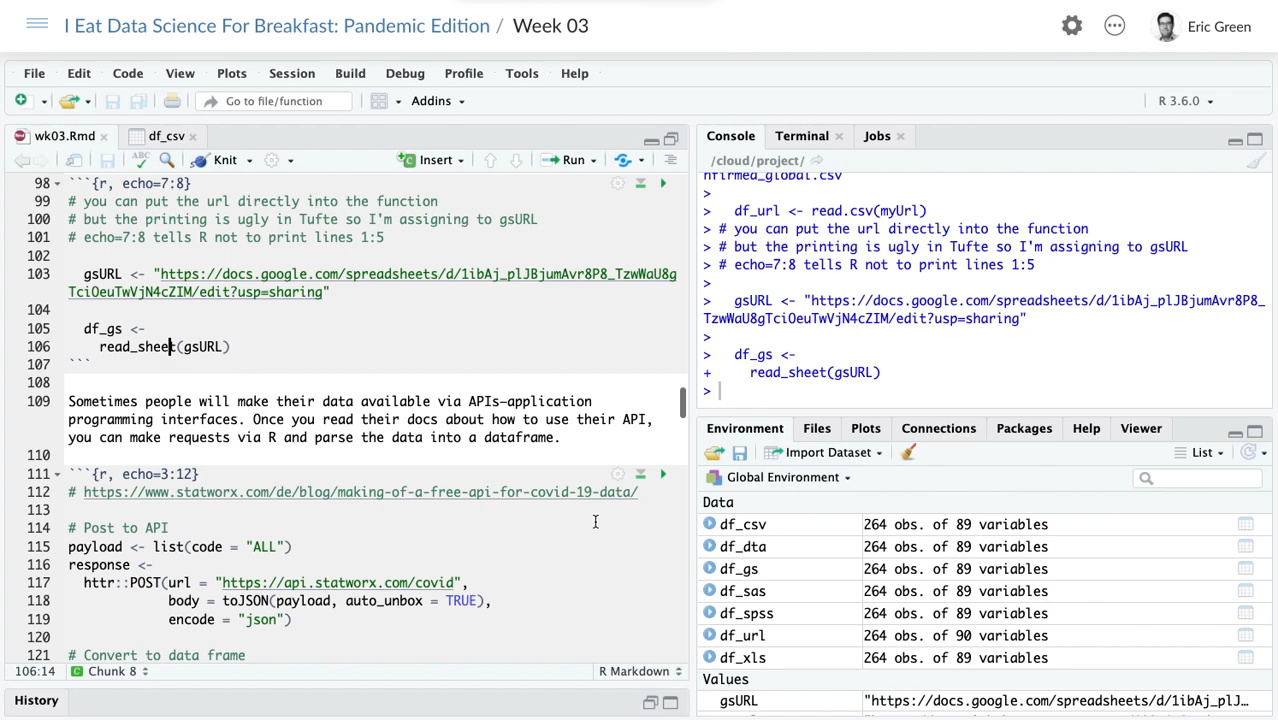 I Eat Data Science For Breakfast: Pandemic Edition / Week 03
Eric Green
File Edit Code View Plots Session Build Debug Profile Tools Help
Go to file/function Addins R 3.6.0
wk03.Rmd df_csv
ABC Knit Insert Run
98 ```{r, echo=7:8}
99 # you can put the url directly into the function
100 # but the printing is ugly in Tufte so I'm assigning to gsURL
101 # echo=7:8 tells R not to print lines 1:5
102
103 gsURL <- "https://docs.google.com/spreadsheets/d/1ibAj_plJBjumAvr8P8_TzwWaU8g
TciOeuTwVjN4cZIM/edit?usp=sharing"
104
105 df_gs <-
106 read_sheet(gsURL)
107 ```
108
109 Sometimes people will make their data available via APIs–application
programming interfaces. Once you read their docs about how to use their API,
you can make requests via R and parse the data into a dataframe.
110
111 ```{r, echo=3:12}
112 # https://www.statworx.com/de/blog/making-of-a-free-api-for-covid-19-data/
113
114 # Post to API
115 payload <- list(code = "ALL")
116 response <-
117 httr::POST(url = "https://api.statworx.com/covid",
118 body = toJSON(payload, auto_unbox = TRUE),
119 encode = "json")
120
121 # Convert to data frame
106:14 Chunk 8 R Markdown
History
Console Terminal Jobs
/cloud/project/
nfirmed_global.csv
>
> df_url <- read.csv(myUrl)
> # you can put the url directly into the function
> # but the printing is ugly in Tufte so I'm assigning to gsURL
> # echo=7:8 tells R not to print lines 1:5
>
> gsURL <- "https://docs.google.com/spreadsheets/d/1ibAj_plJBjumAvr8P8_
TzwWaU8gTciOeuTwVjN4cZIM/edit?usp=sharing"
>
> df_gs <-
+ read_sheet(gsURL)
>
Environment Files Plots Connections Packages Help Viewer
Import Dataset List
Global Environment
Data
df_csv 264 obs. of 89 variables
df_dta 264 obs. of 89 variables
df_gs 264 obs. of 89 variables
df_sas 264 obs. of 89 variables
df_spss 264 obs. of 89 variables
df_url 264 obs. of 90 variables
df_xls 264 obs. of 89 variables
Values
gsURL "https://docs.google.com/spreadsheets/d/1ibAj_plJ…